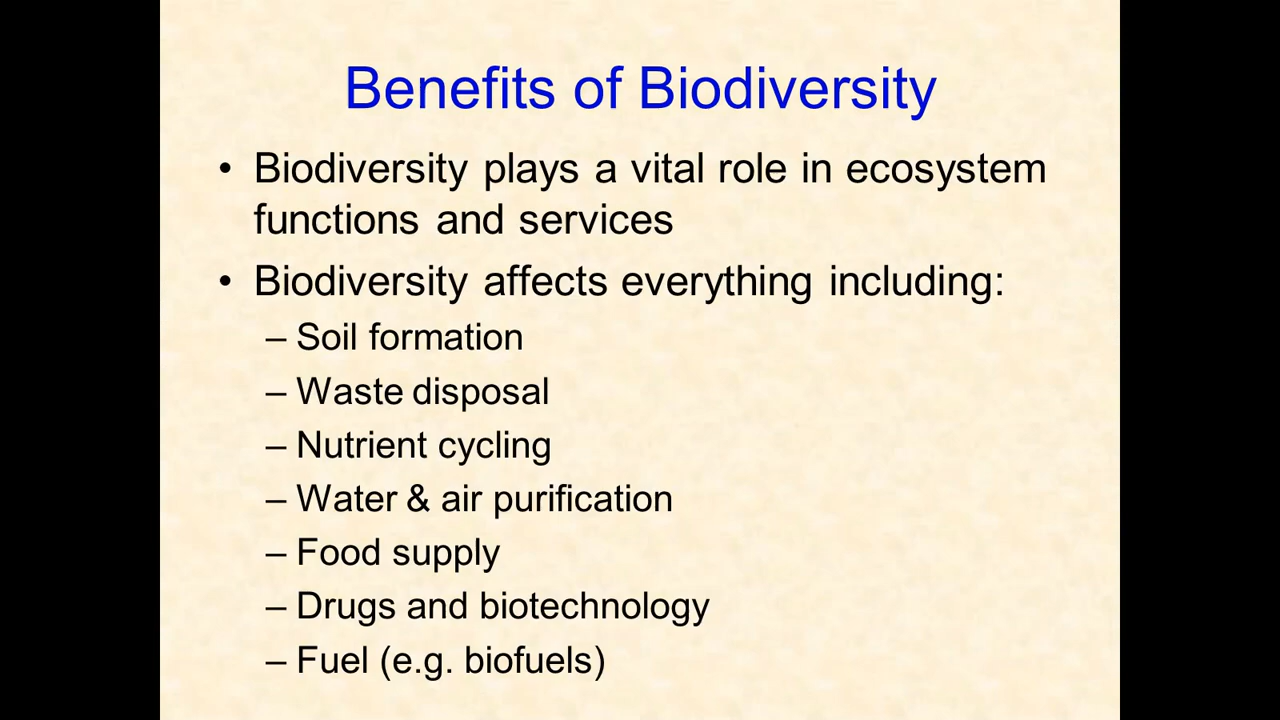 Benefits of Biodiversity
• Biodiversity plays a vital role in ecosystem
functions and services
• Biodiversity affects everything including:
– Soil formation
– Waste disposal
– Nutrient cycling
– Water & air purification
– Food supply
– Drugs and biotechnology
– Fuel (e.g. biofuels)